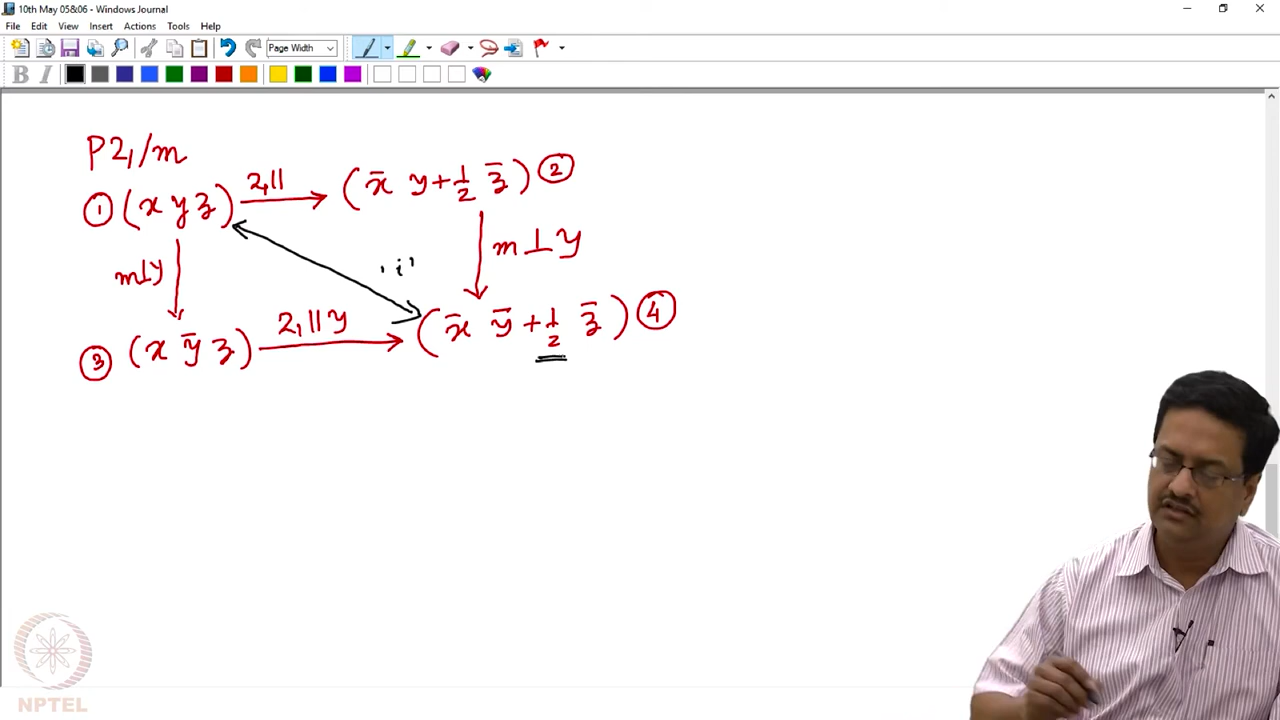 10th May 05&06 - Windows Journal
File Edit View Insert Actions Tools Help
Page Width
B I
P2₁/m
① (x y z) 2₁|| (x̄ y+½ z̄) ②
m⊥y 'i' m⊥y
③ (x ȳ z) 2₁||y (x̄ ȳ+½ z̄) ④
NPTEL